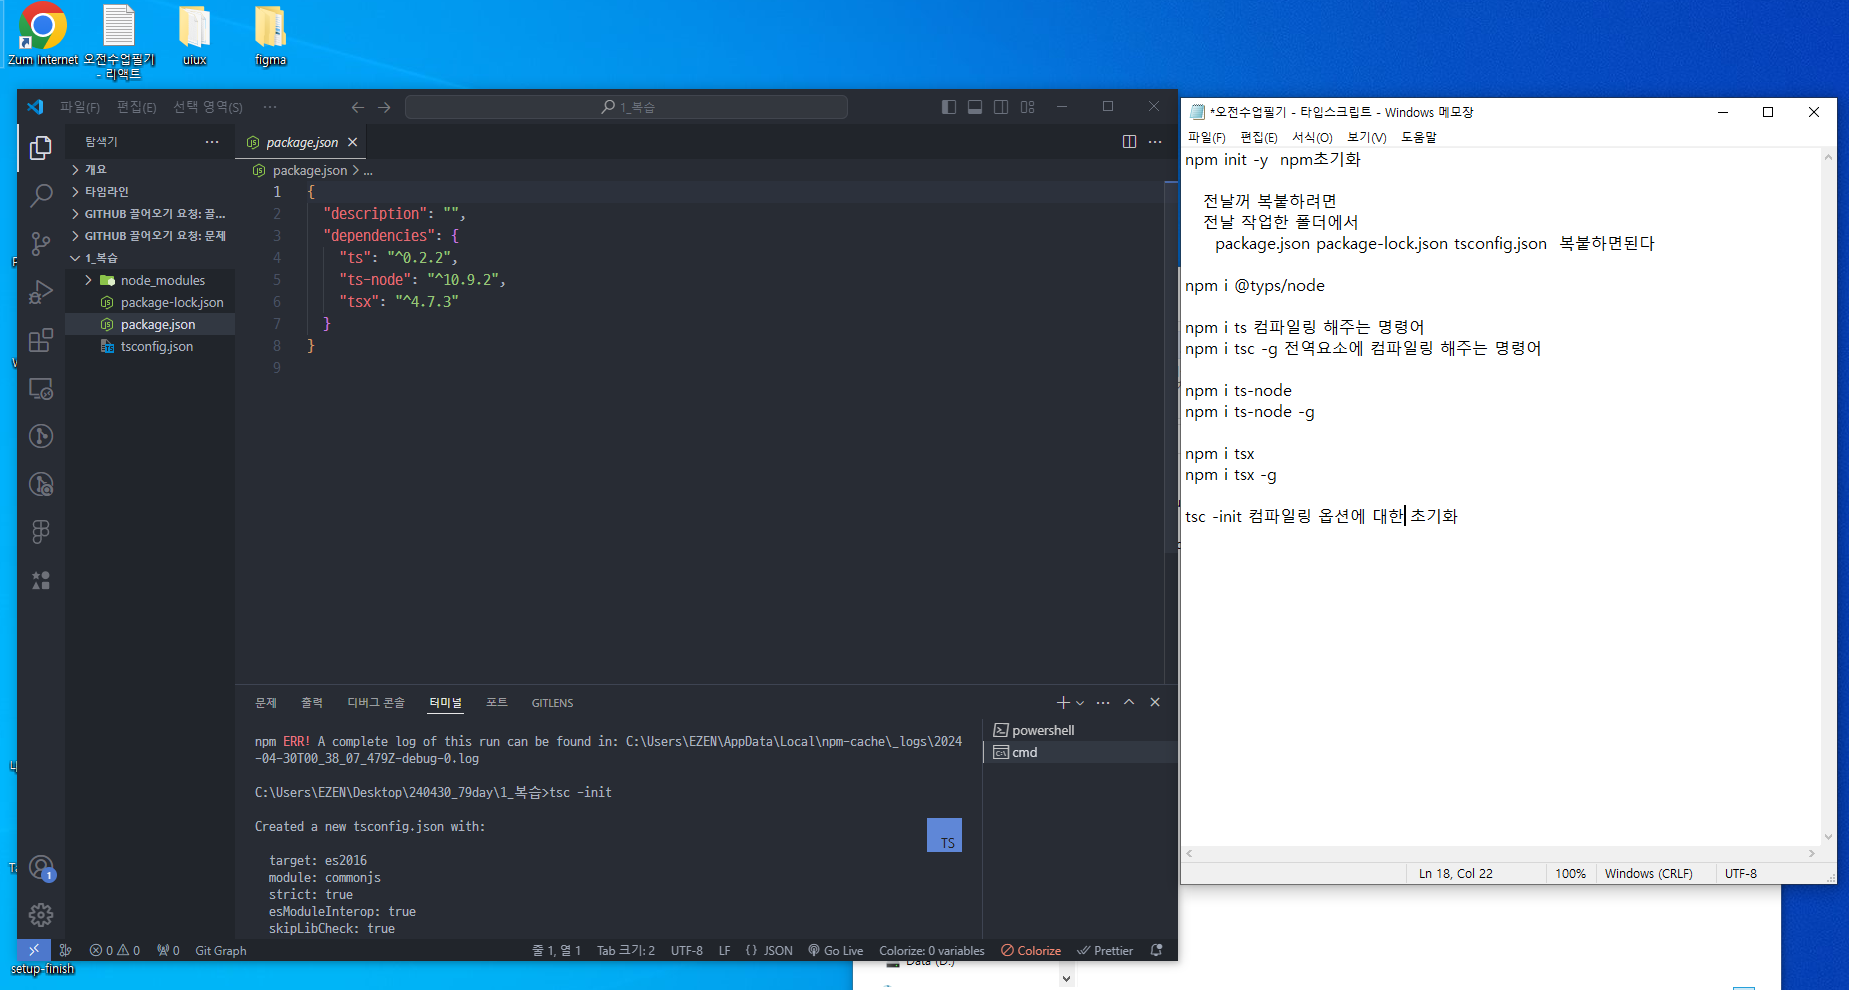 Zum Internet
오전수업필기 - 리액트
uiux
figma
파일(F) 편집(E) 선택 영역(S) ···
1_복습
탐색기 ···
package.json
package.json > ...
개요
타임라인
GITHUB 끌어오기 요청: 끌...
GITHUB 끌어오기 요청: 문제
1_복습
node_modules
package-lock.json
package.json
tsconfig.json
1 {
2 "description": "",
3 "dependencies": {
4 "ts": "^0.2.2",
5 "ts-node": "^10.9.2",
6 "tsx": "^4.7.3"
7 }
8 }
9
문제 출력 디버그 콘솔 터미널 포트 GITLENS
npm ERR! A complete log of this run can be found in: C:\Users\EZEN\AppData\Local\npm-cache\_logs\2024
-04-30T00_38_07_479Z-debug-0.log
C:\Users\EZEN\Desktop\240430_79day\1_복습>tsc -init
Created a new tsconfig.json with:
TS
target: es2016
module: commonjs
strict: true
esModuleInterop: true
skipLibCheck: true
powershell
cmd
1
0 0 0 Git Graph 줄 1, 열 1 Tab 크기: 2 UTF-8 LF {} JSON Go Live Colorize: 0 variables Colorize Prettier
setup-finish
Data (D:)
*오전수업필기 - 타입스크립트 - Windows 메모장
파일(F) 편집(E) 서식(O) 보기(V) 도움말
npm init -y npm초기화
전날꺼 복붙하려면
전날 작업한 폴더에서
package.json package-lock.json tsconfig.json 복붙하면된다
npm i @typs/node
npm i ts 컴파일링 해주는 명령어
npm i tsc -g 전역요소에 컴파일링 해주는 명령어
npm i ts-node
npm i ts-node -g
npm i tsx
npm i tsx -g
tsc -init 컴파일링 옵션에 대한 초기화
Ln 18, Col 22 100% Windows (CRLF) UTF-8